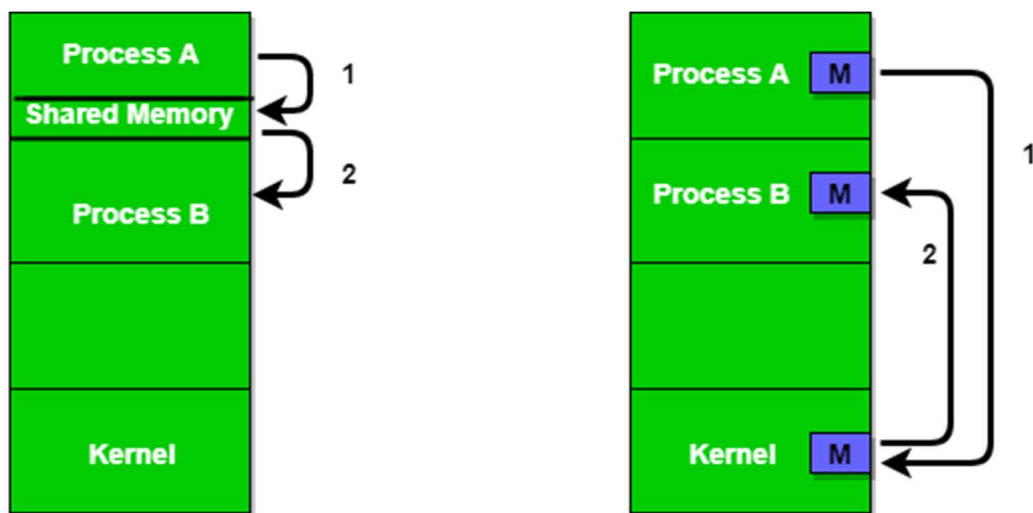 Process A
1
Shared Memory
2
Process B
Kernel
Process A M
1
Process B M
2
Kernel M